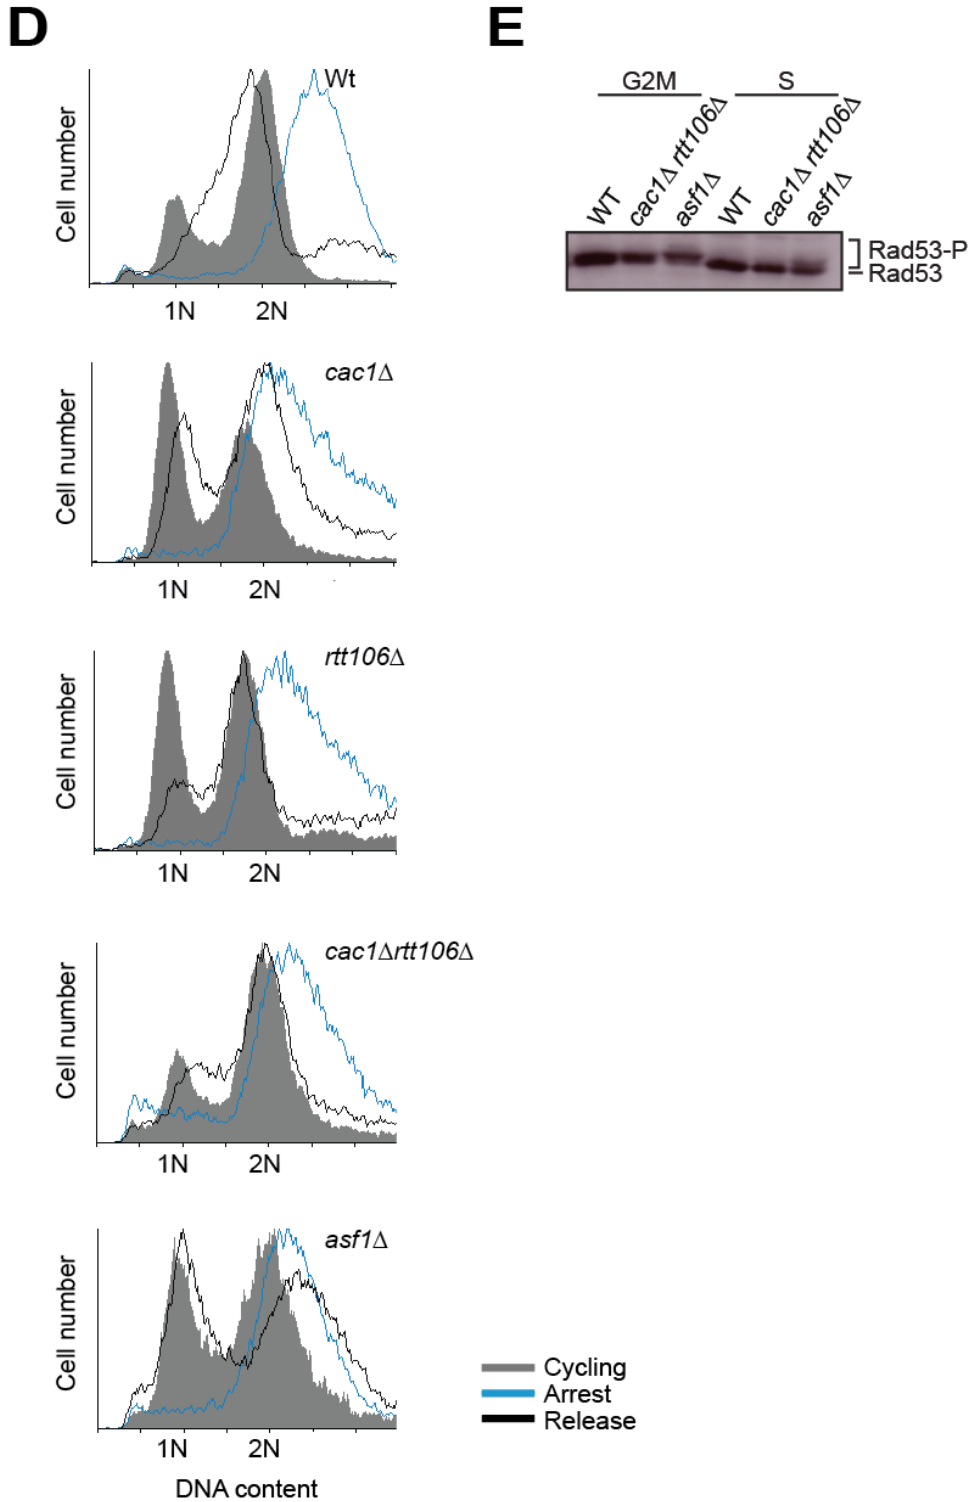 D
Wt
Cell number
1N 2N
cac1Δ
Cell number
1N 2N
rtt106Δ
Cell number
1N 2N
cac1Δrtt106Δ
Cell number
1N 2N
asf1Δ
Cell number
1N 2N
DNA content
Cycling
Arrest
Release
E
G2M S
WT cac1Δ rtt106Δ asf1Δ WT cac1Δ rtt106Δ asf1Δ
Rad53-P
Rad53